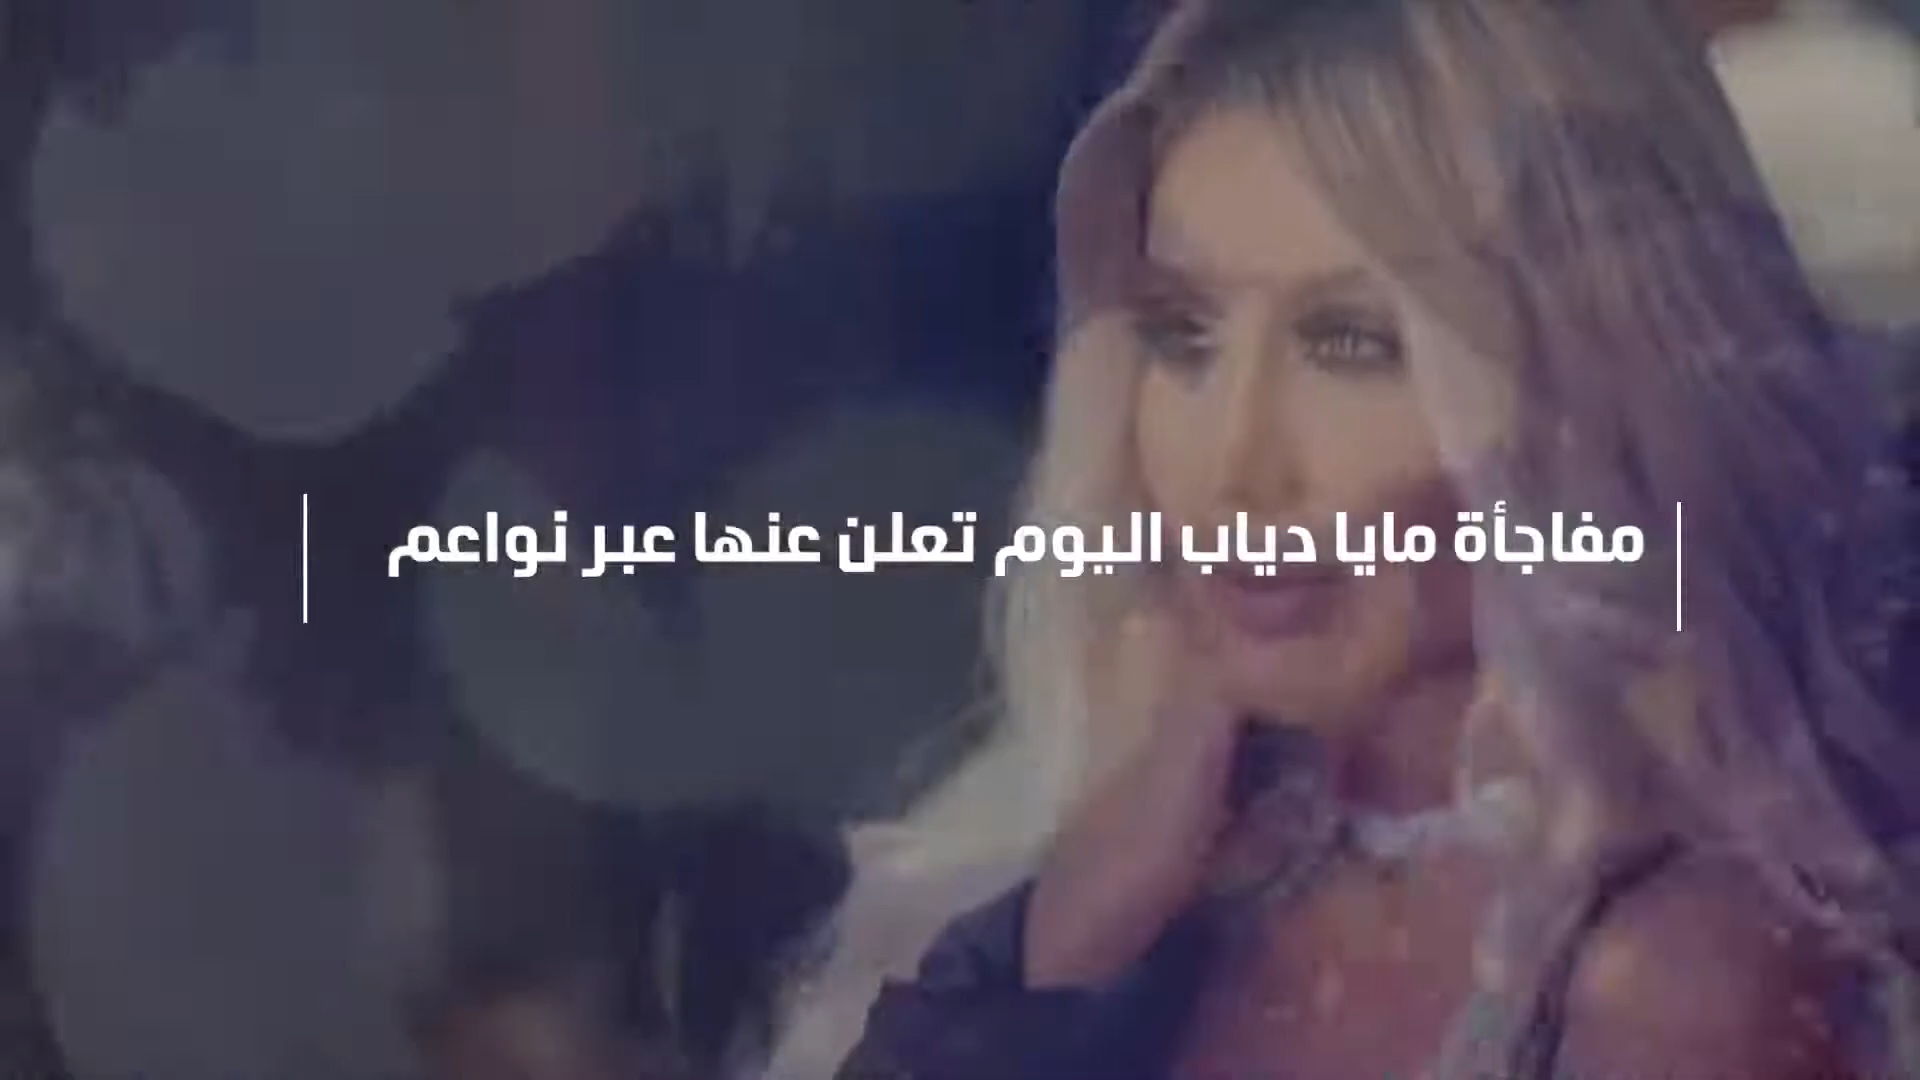 مفاجأة مايا دياب اليوم تعلن عنها عبر نواعم